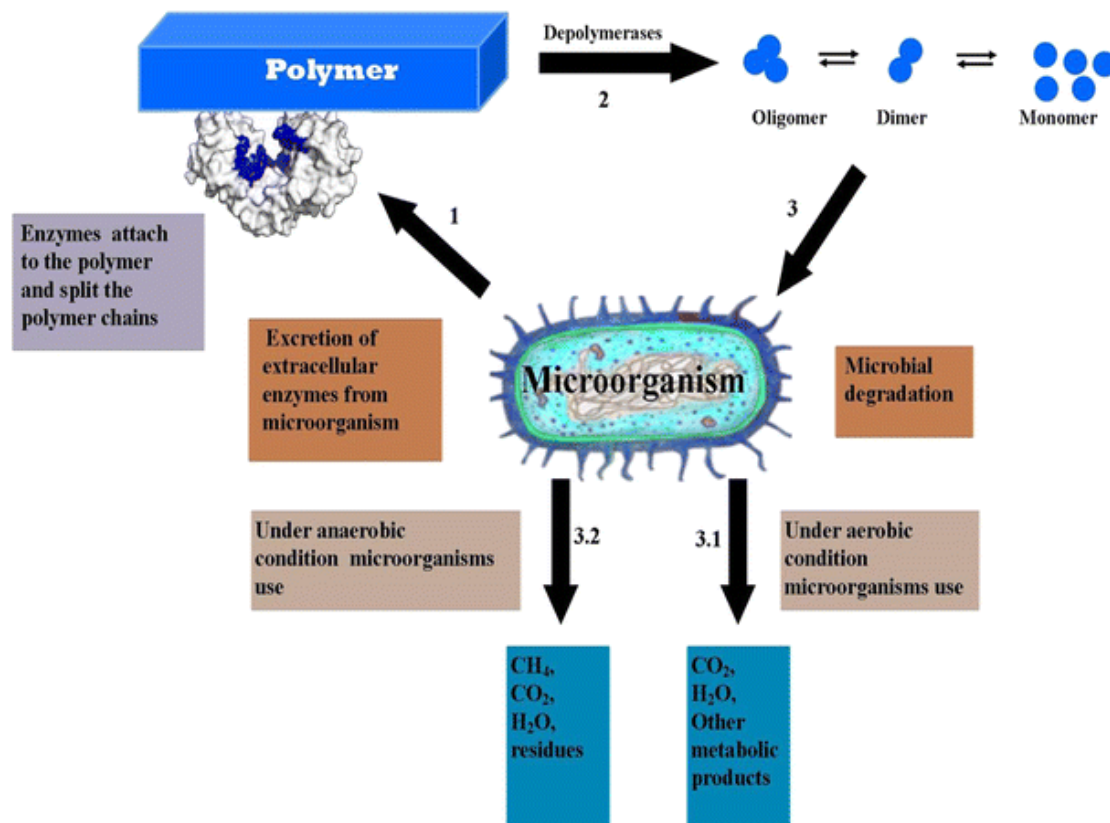 Polymer
Depolymerases
2
Oligomer
Dimer
Monomer
1
3
Enzymes attach
to the polymer
and split the
polymer chains
Excretion of
extracellular
enzymes from
microorganism
Microorganism
Microbial
degradation
Under anaerobic
condition microorganisms
use
3.2
3.1
Under aerobic
condition
microorganisms use
CH₄,
CO₂,
H₂O,
residues
CO₂,
H₂O,
Other
metabolic
products